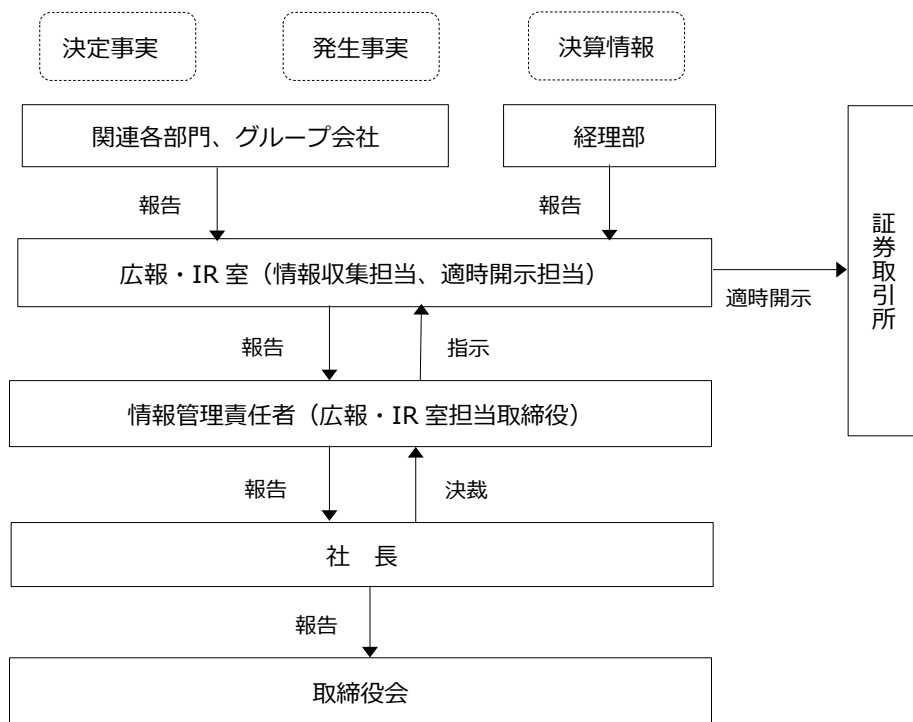 決定事実
発生事実
決算情報
関連各部門、グループ会社
経理部
報告
報告
広報・IR 室（情報収集担当、適時開示担当）
適時開示
証券取引所
報告
指示
情報管理責任者（広報・IR 室担当取締役）
報告
決裁
社　長
報告
取締役会